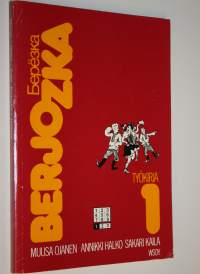 Берёзка
BERJOZKA
TYÖKIRJA
1
MUUSA OJANEN ANNIKKI HALKO SAKARI KAILA
WSOY